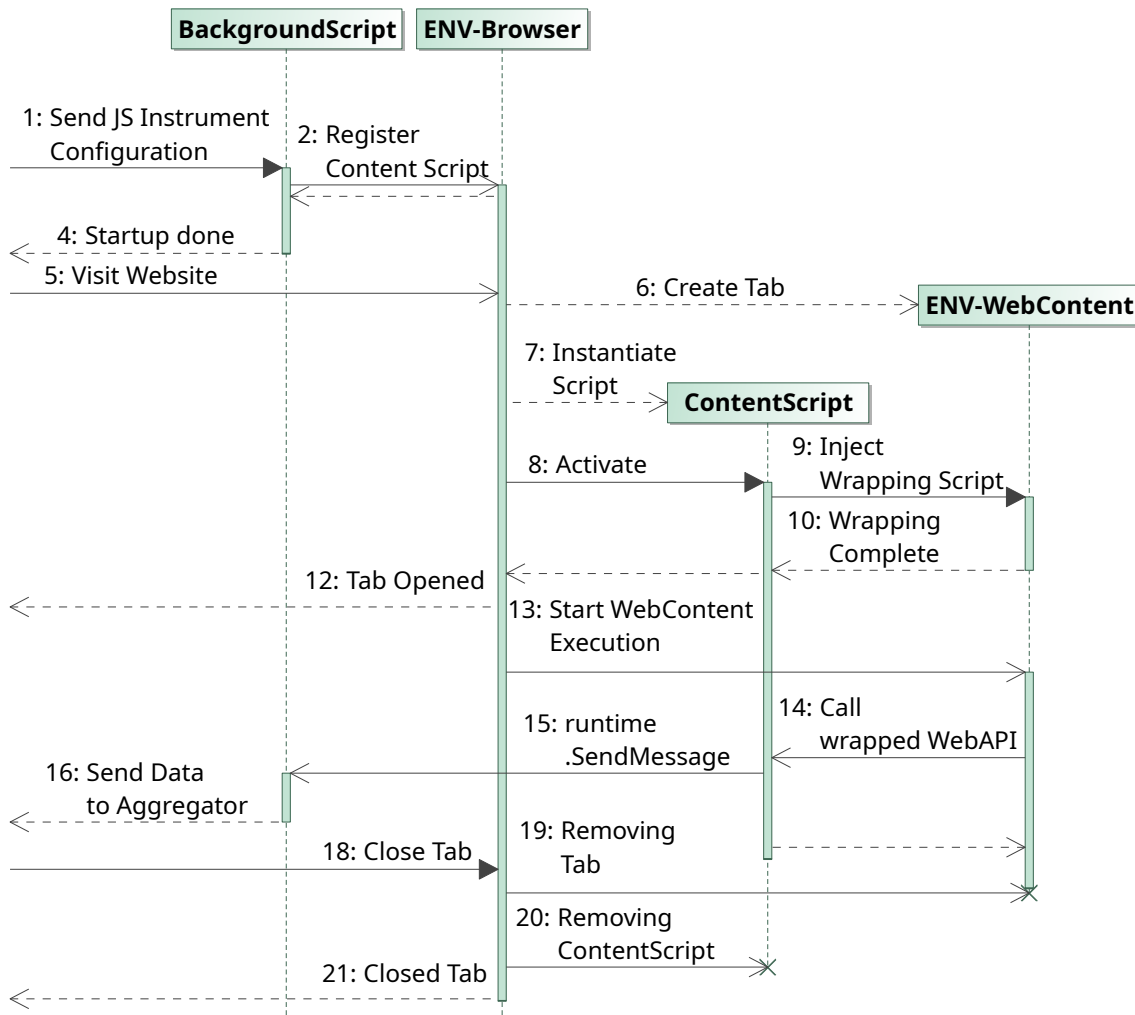 BackgroundScript
ENV-Browser
1: Send JS Instrument
Configuration
2: Register
Content Script
4: Startup done
5: Visit Website
6: Create Tab
ENV-WebContent
7: Instantiate
Script
ContentScript
8: Activate
9: Inject
Wrapping Script
10: Wrapping
Complete
12: Tab Opened
13: Start WebContent
Execution
14: Call
wrapped WebAPI
15: runtime
.SendMessage
16: Send Data
to Aggregator
18: Close Tab
19: Removing
Tab
20: Removing
ContentScript
21: Closed Tab